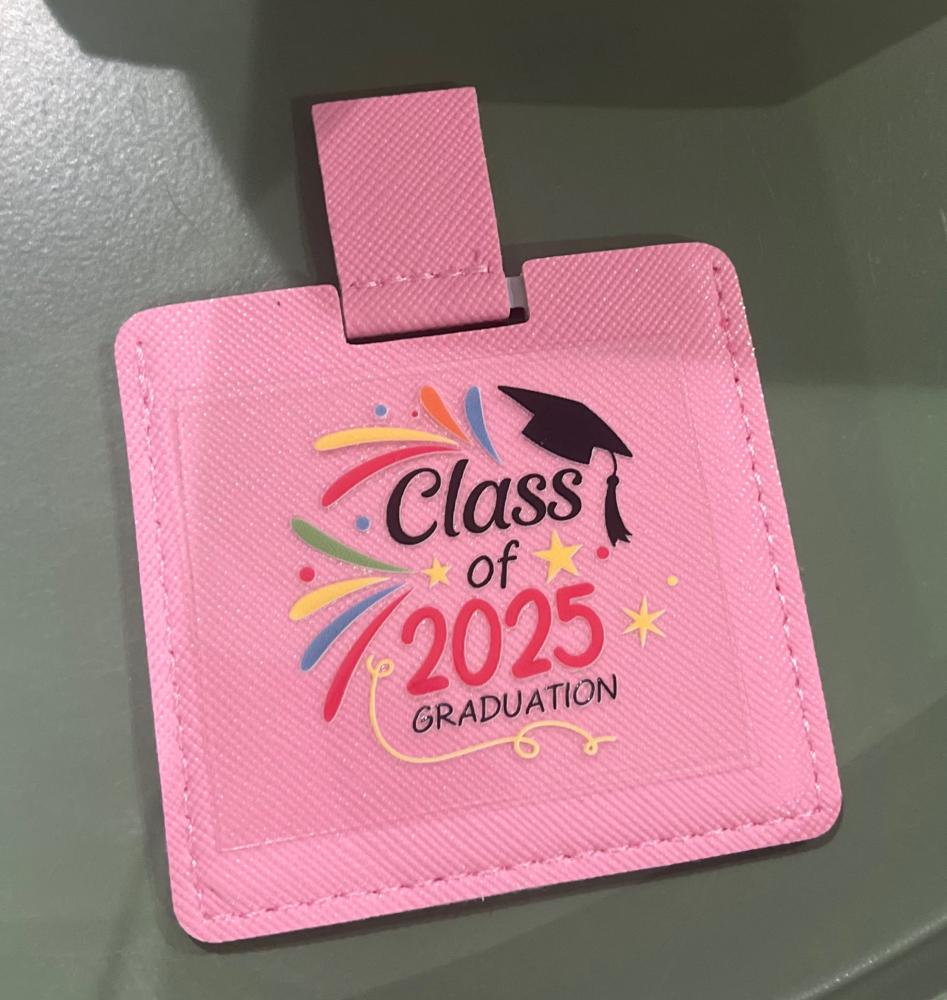 Class
of
2025
GRADUATION